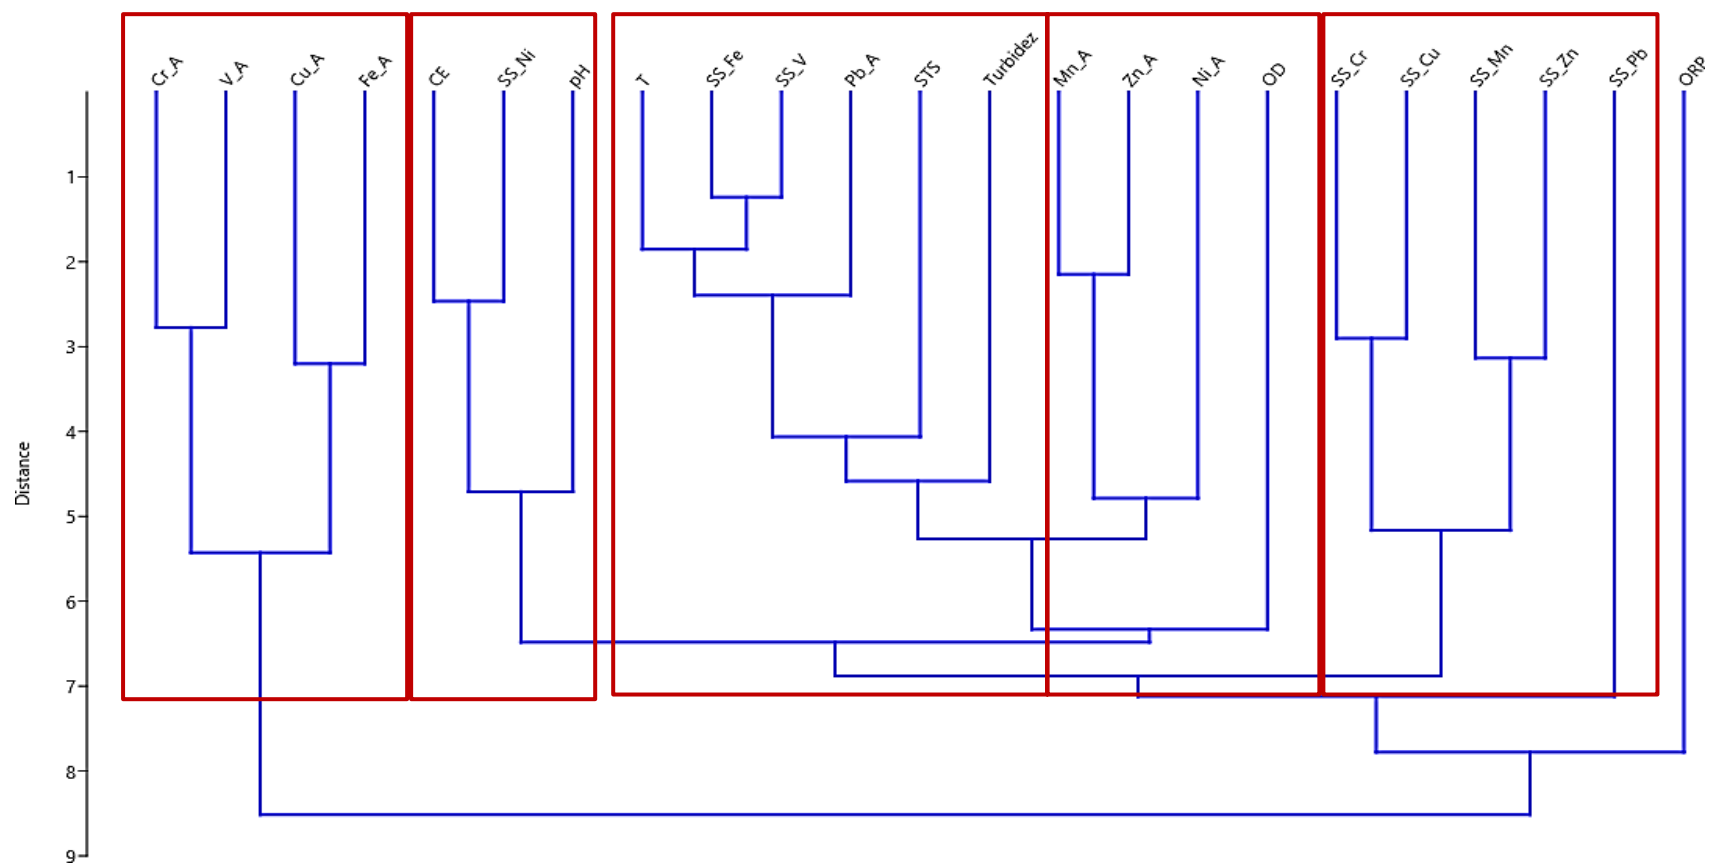 Cr_A
V_A
Cu_A
Fe_A
CE
SS_Ni
pH
T
SS_Fe
SS_V
Pb_A
STS
Turbidez
Mn_A
Zn_A
Ni_A
OD
SS_Cr
SS_Cu
SS_Mn
SS_Zn
SS_Pb
ORP
1
2
3
4
5
6
7
8
9
Distance